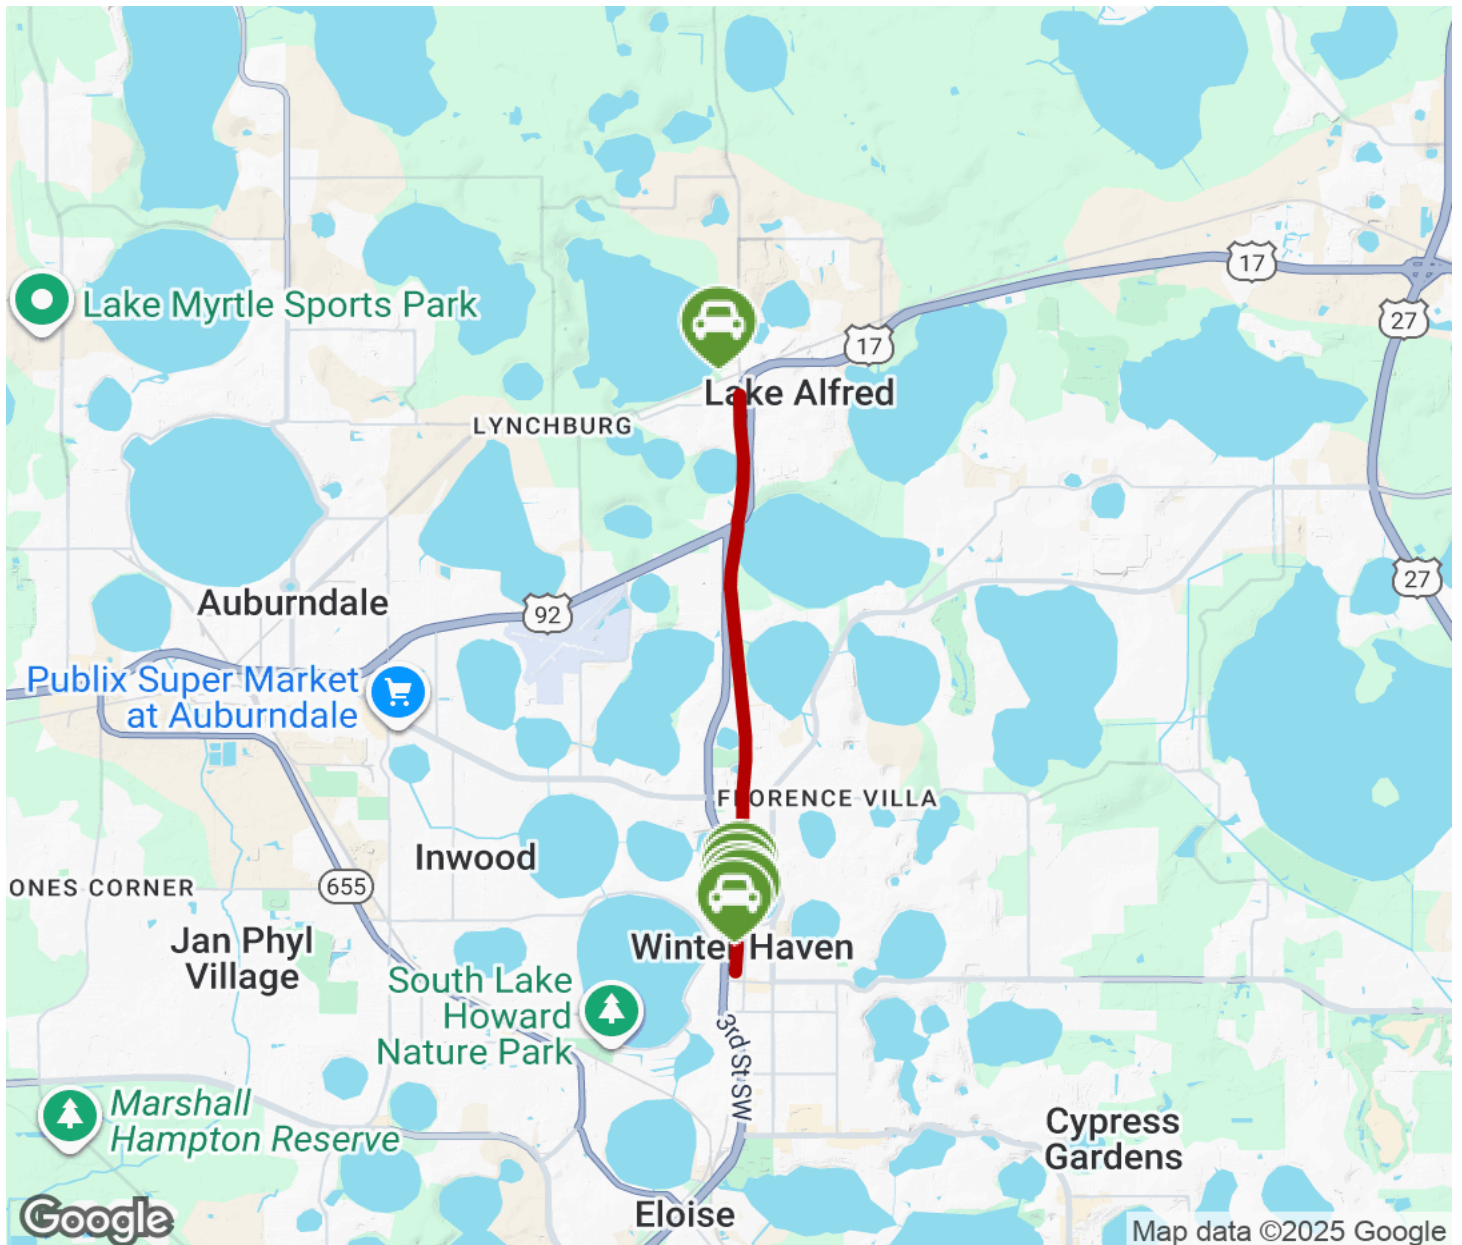 17
27
Lake Myrtle Sports Park
17
Lake Alfred
LYNCHBURG
27
Auburndale
92
Publix Super Market
at Auburndale
FLORENCE VILLA
Inwood
ONES CORNER
655
Winter Haven
Jan Phyl
Village
South Lake
Howard
Nature Park
3rd St SW
Marshall
Hampton Reserve
Cypress
Gardens
Eloise
Google
Map data ©2025 Google